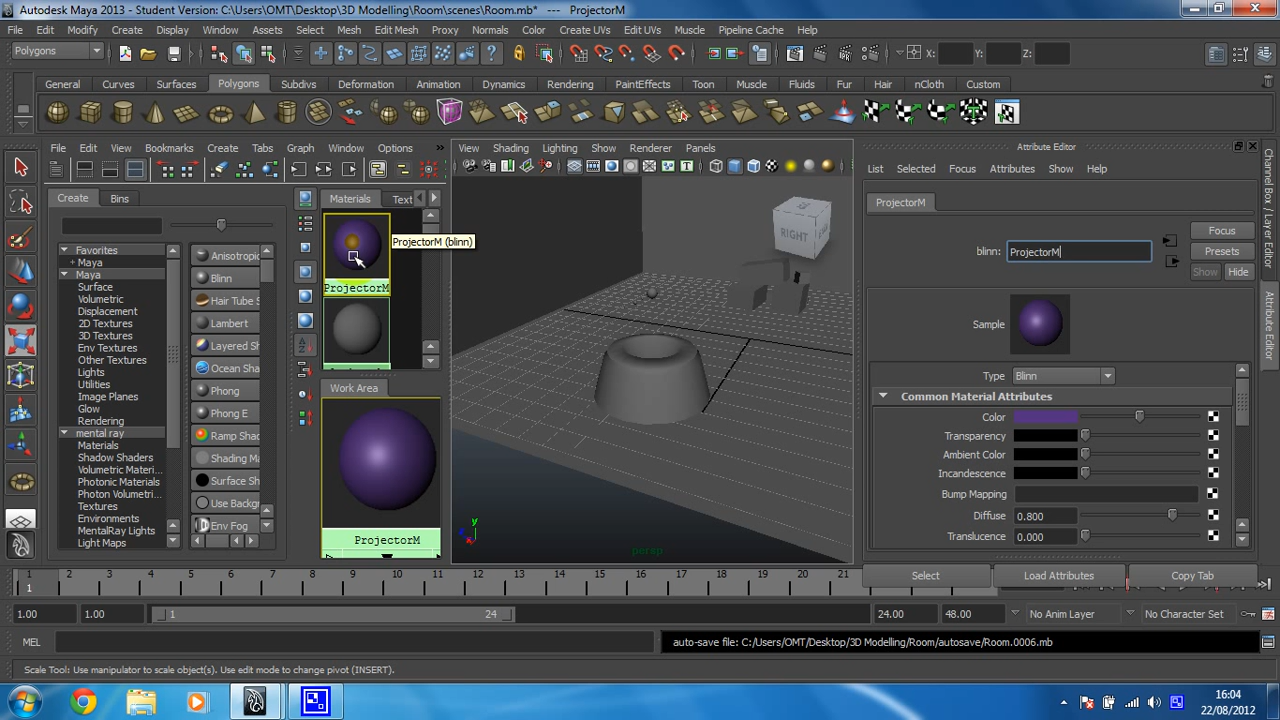 Autodesk Maya 2013 - Student Version: C:\Users\OMT\Desktop\3D Modelling\Room\scenes\Room.mb* --- ProjectorM
File Edit Modify Create Display Window Assets Select Mesh Edit Mesh Proxy Normals Color Create UVs Edit UVs Muscle Pipeline Cache Help
Polygons X: Y: Z:
General Curves Surfaces Polygons Subdivs Deformation Animation Dynamics Rendering PaintEffects Toon Muscle Fluids Fur Hair nCloth Custom
File Edit View Bookmarks Create Tabs Graph Window Options »
View Shading Lighting Show Renderer Panels
Attribute Editor
List Selected Focus Attributes Show Help
Create Bins
Materials Text
ProjectorM
Focus
blinn: ProjectorM
Presets
Show Hide
ProjectorM (blinn)
Favorites
Maya
Maya
Surface
Volumetric
Displacement
2D Textures
3D Textures
Env Textures
Other Textures
Lights
Utilities
Image Planes
Glow
Rendering
mental ray
Materials
Shadow Shaders
Volumetric Materi...
Photonic Materials
Photon Volumetri...
Textures
Environments
MentalRay Lights
Light Maps
Anisotropic
Blinn
Hair Tube S
Lambert
Layered Sh
Ocean Sha
Phong
Phong E
Ramp Shad
Shading Ma
Surface Sh
Use Backgr
Env Fog
ProjectorM
Work Area
ProjectorM
RIGHT
y
persp
Sample
Type Blinn
Common Material Attributes
Color
Transparency
Ambient Color
Incandescence
Bump Mapping
Diffuse 0.800
Translucence 0.000
Select Load Attributes Copy Tab
1 2 3 4 5 6 7 8 9 10 11 12 13 14 15 16 17 18 19 20 21
1
1.00 1.00 1 24 24.00 48.00 No Anim Layer No Character Set
MEL auto-save file: C:/Users/OMT/Desktop/3D Modelling/Room/autosave/Room.0006.mb
Scale Tool: Use manipulator to scale object(s). Use edit mode to change pivot (INSERT).
Channel Box / Layer Editor
Attribute Editor
16:04
22/08/2012